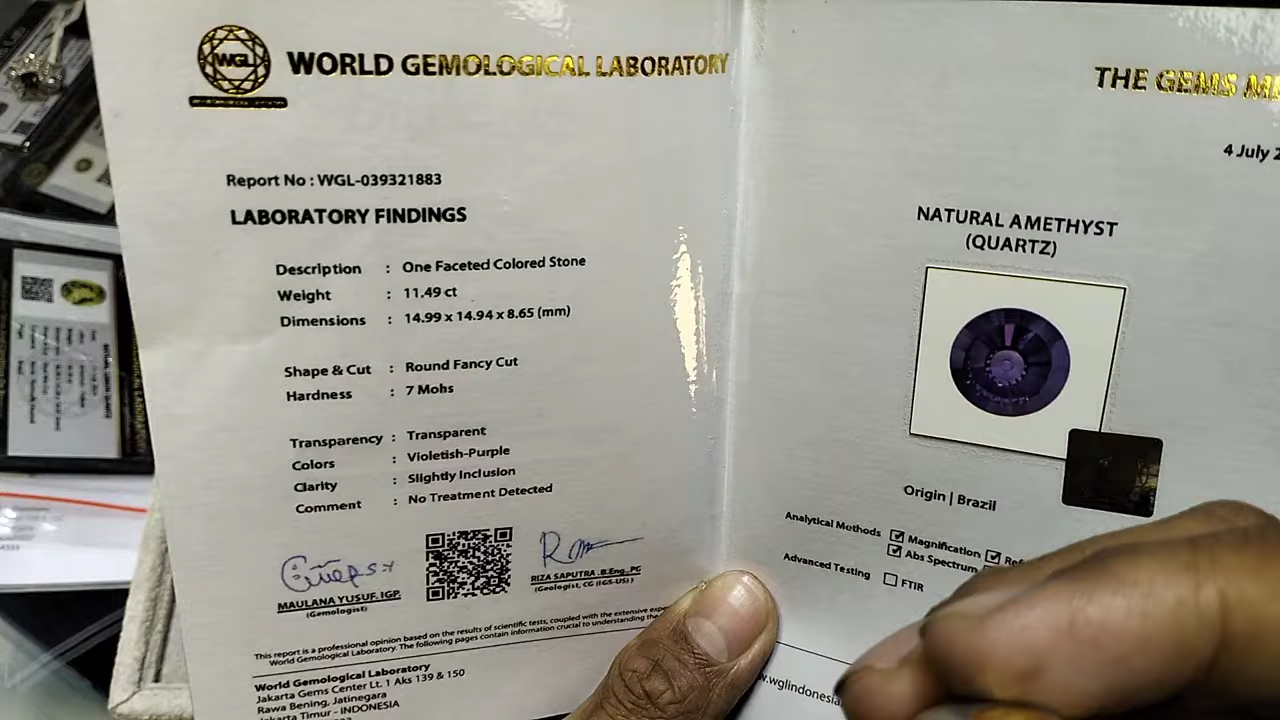 WGL
WORLD GEMOLOGICAL LABORATORY
Report No : WGL-039321883
LABORATORY FINDINGS
Description : One Faceted Colored Stone
Weight : 11.49 ct
Dimensions : 14.99 x 14.94 x 8.65 (mm)
Shape & Cut : Round Fancy Cut
Hardness : 7 Mohs
Transparency : Transparent
Colors : Violetish-Purple
Clarity : Slightly Inclusion
Comment : No Treatment Detected
MAULANA YUSUF. IGP.
(Gemologist)
RIZA SAPUTRA .B.Eng.,PG
(Geologist, CG (IGS-US))
This report is a professional opinion based on the results of scientific tests, coupled with the extensive
World Gemological Laboratory. The following pages contain information crucial to understanding the
World Gemological Laboratory
Jakarta Gems Center Lt. 1 Aks 139 & 150
Rawa Bening, Jatinegara
Jakarta Timur - INDONESIA
THE GEMS
4 July
NATURAL AMETHYST
(QUARTZ)
Origin | Brazil
Analytical Methods Magnification
Abs Spectrum
Advanced Testing FTIR